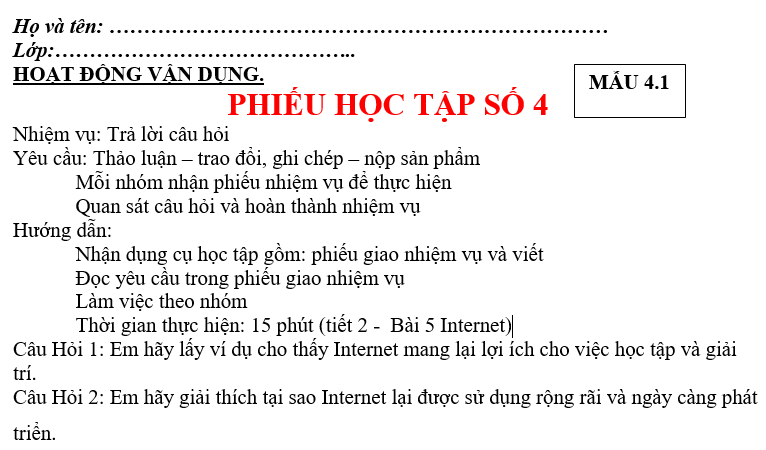 Họ và tên: ………………………………………………………………
Lớp:……………………………………..
HOẠT ĐỘNG VẬN DỤNG.
MẪU 4.1
PHIẾU HỌC TẬP SỐ 4
Nhiệm vụ: Trả lời câu hỏi
Yêu cầu: Thảo luận – trao đổi, ghi chép – nộp sản phẩm
Mỗi nhóm nhận phiếu nhiệm vụ để thực hiện
Quan sát câu hỏi và hoàn thành nhiệm vụ
Hướng dẫn:
Nhận dụng cụ học tập gồm: phiếu giao nhiệm vụ và viết
Đọc yêu cầu trong phiếu giao nhiệm vụ
Làm việc theo nhóm
Thời gian thực hiện: 15 phút (tiết 2 - Bài 5 Internet)
Câu Hỏi 1: Em hãy lấy ví dụ cho thấy Internet mang lại lợi ích cho việc học tập và giải
trí.
Câu Hỏi 2: Em hãy giải thích tại sao Internet lại được sử dụng rộng rãi và ngày càng phát
triển.